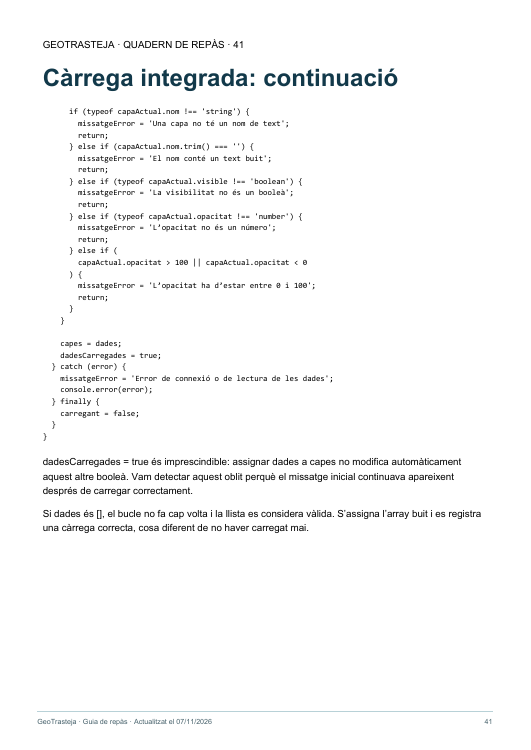 GEOTRASTEJA · QUADERN DE REPÀS · 41
Càrrega integrada: continuació
      if (typeof capaActual.nom !== 'string') {
        missatgeError = 'Una capa no té un nom de text';
        return;
      } else if (capaActual.nom.trim() === '') {
        missatgeError = 'El nom conté un text buit';
        return;
      } else if (typeof capaActual.visible !== 'boolean') {
        missatgeError = 'La visibilitat no és un booleà';
        return;
      } else if (typeof capaActual.opacitat !== 'number') {
        missatgeError = 'L’opacitat no és un número';
        return;
      } else if (
        capaActual.opacitat > 100 || capaActual.opacitat < 0
      ) {
        missatgeError = 'L’opacitat ha d’estar entre 0 i 100';
        return;
      }
    }
    capes = dades;
    dadesCarregades = true;
  } catch (error) {
    missatgeError = 'Error de connexió o de lectura de les dades';
    console.error(error);
  } finally {
    carregant = false;
  }
}
dadesCarregades = true és imprescindible: assignar dades a capes no modifica automàticament
aquest altre booleà. Vam detectar aquest oblit perquè el missatge inicial continuava apareixent
després de carregar correctament.
Si dades és [], el bucle no fa cap volta i la llista es considera vàlida. S’assigna l’array buit i es registra
una càrrega correcta, cosa diferent de no haver carregat mai.
GeoTrasteja · Guia de repàs · Actualitzat el 07/11/2026
41